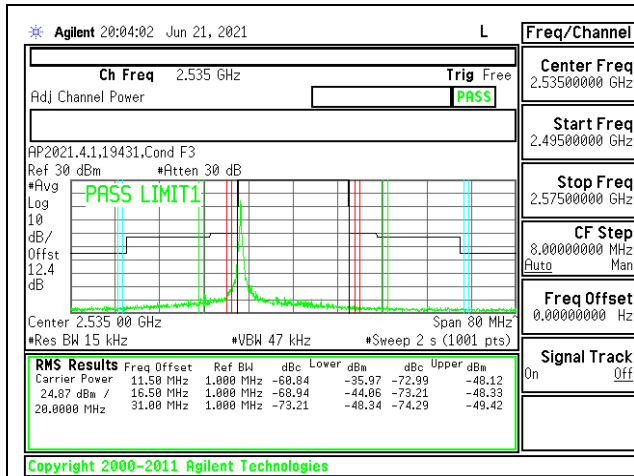 Agilent 20:04:02 Jun 21, 2021 L Freq/Channel
Ch Freq 2.535 GHz Trig Free
Adj Channel Power PASS
Center Freq
2.53500000 GHz
Start Freq
2.49500000 GHz
Stop Freq
2.57500000 GHz
CF Step
8.00000000 MHz
Auto Man
Freq Offset
0.00000000 Hz
Signal Track
On Off
AP2021.4.1,19431,Cond F3
Ref 30 dBm #Atten 30 dB
#Avg
Log
10
dB/
Offst
12.4
dB
PASS LIMIT1
Center 2.535 00 GHz Span 80 MHz^
#Res BW 15 kHz #VBW 47 kHz #Sweep 2 s (1001 pts)
RMS Results Freq Offset Ref BW dBc Lower dBm dBc Upper dBm
Carrier Power 11.50 MHz 1.000 MHz -60.84 -35.97 -72.99 -48.12
24.87 dBm / 16.50 MHz 1.000 MHz -68.94 -44.06 -73.21 -48.33
20.0000 MHz 31.00 MHz 1.000 MHz -73.21 -48.34 -74.29 -49.42
Copyright 2000-2011 Agilent Technologies